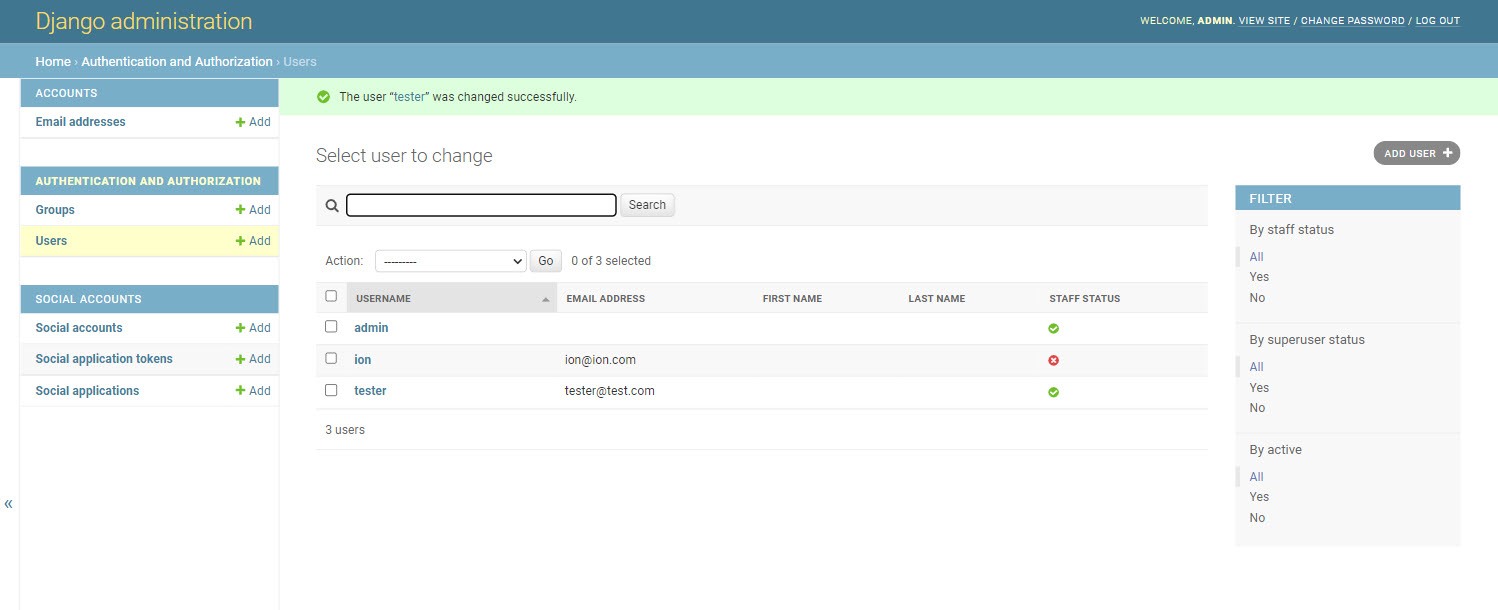 Django administration
WELCOME, ADMIN. VIEW SITE / CHANGE PASSWORD / LOG OUT
Home › Authentication and Authorization › Users
ACCOUNTS
Email addresses + Add
AUTHENTICATION AND AUTHORIZATION
Groups + Add
Users + Add
SOCIAL ACCOUNTS
Social accounts + Add
Social application tokens + Add
Social applications + Add
«
The user “tester” was changed successfully.
Select user to change
ADD USER +
Search
Action: --------- Go 0 of 3 selected
USERNAME EMAIL ADDRESS FIRST NAME LAST NAME STAFF STATUS
admin
ion ion@ion.com
tester tester@test.com
3 users
FILTER
By staff status
All
Yes
No
By superuser status
All
Yes
No
By active
All
Yes
No